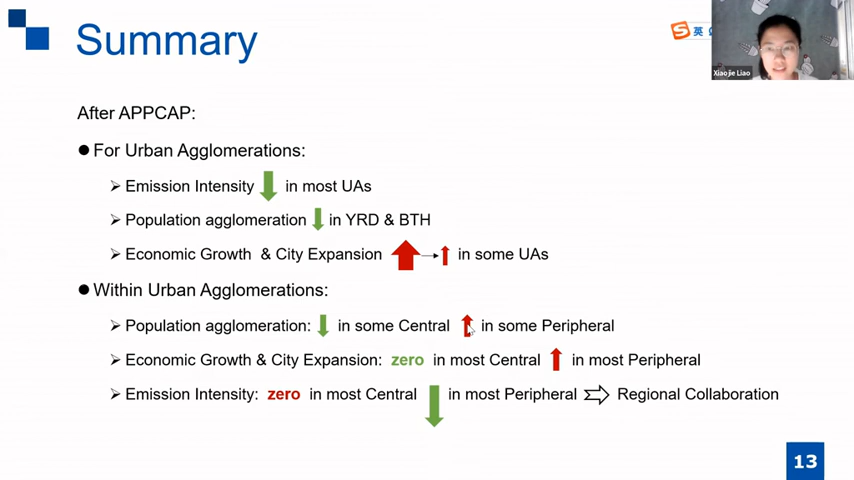 Summary
英
Xiaojie Liao
After APPCAP:
For Urban Agglomerations:
Emission Intensity in most UAs
Population agglomeration in YRD & BTH
Economic Growth & City Expansion in some UAs
Within Urban Agglomerations:
Population agglomeration: in some Central in some Peripheral
Economic Growth & City Expansion: zero in most Central in most Peripheral
Emission Intensity: zero in most Central in most Peripheral Regional Collaboration
13